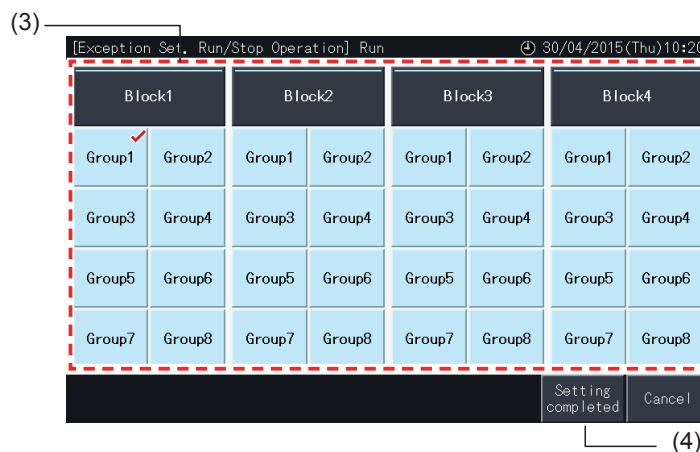 (3)
[Exception Set. Run/Stop Operation] Run 30/04/2015(Thu)10:20
Block1 Block2 Block3 Block4
Group1 Group2 Group1 Group2 Group1 Group2 Group1 Group2
Group3 Group4 Group3 Group4 Group3 Group4 Group3 Group4
Group5 Group6 Group5 Group6 Group5 Group6 Group5 Group6
Group7 Group8 Group7 Group8 Group7 Group8 Group7 Group8
Setting
completed Cancel
(4)